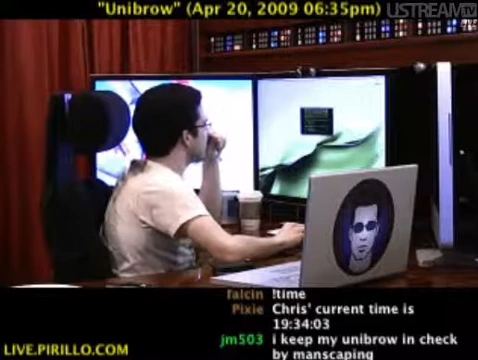 "Unibrow" (Apr 20, 2009 06:35pm)
USTREAM TV
falcin !time
Pixie Chris' current time is
19:34:03
jm503 i keep my unibrow in check
by manscaping
LIVE.PIRILLO.COM